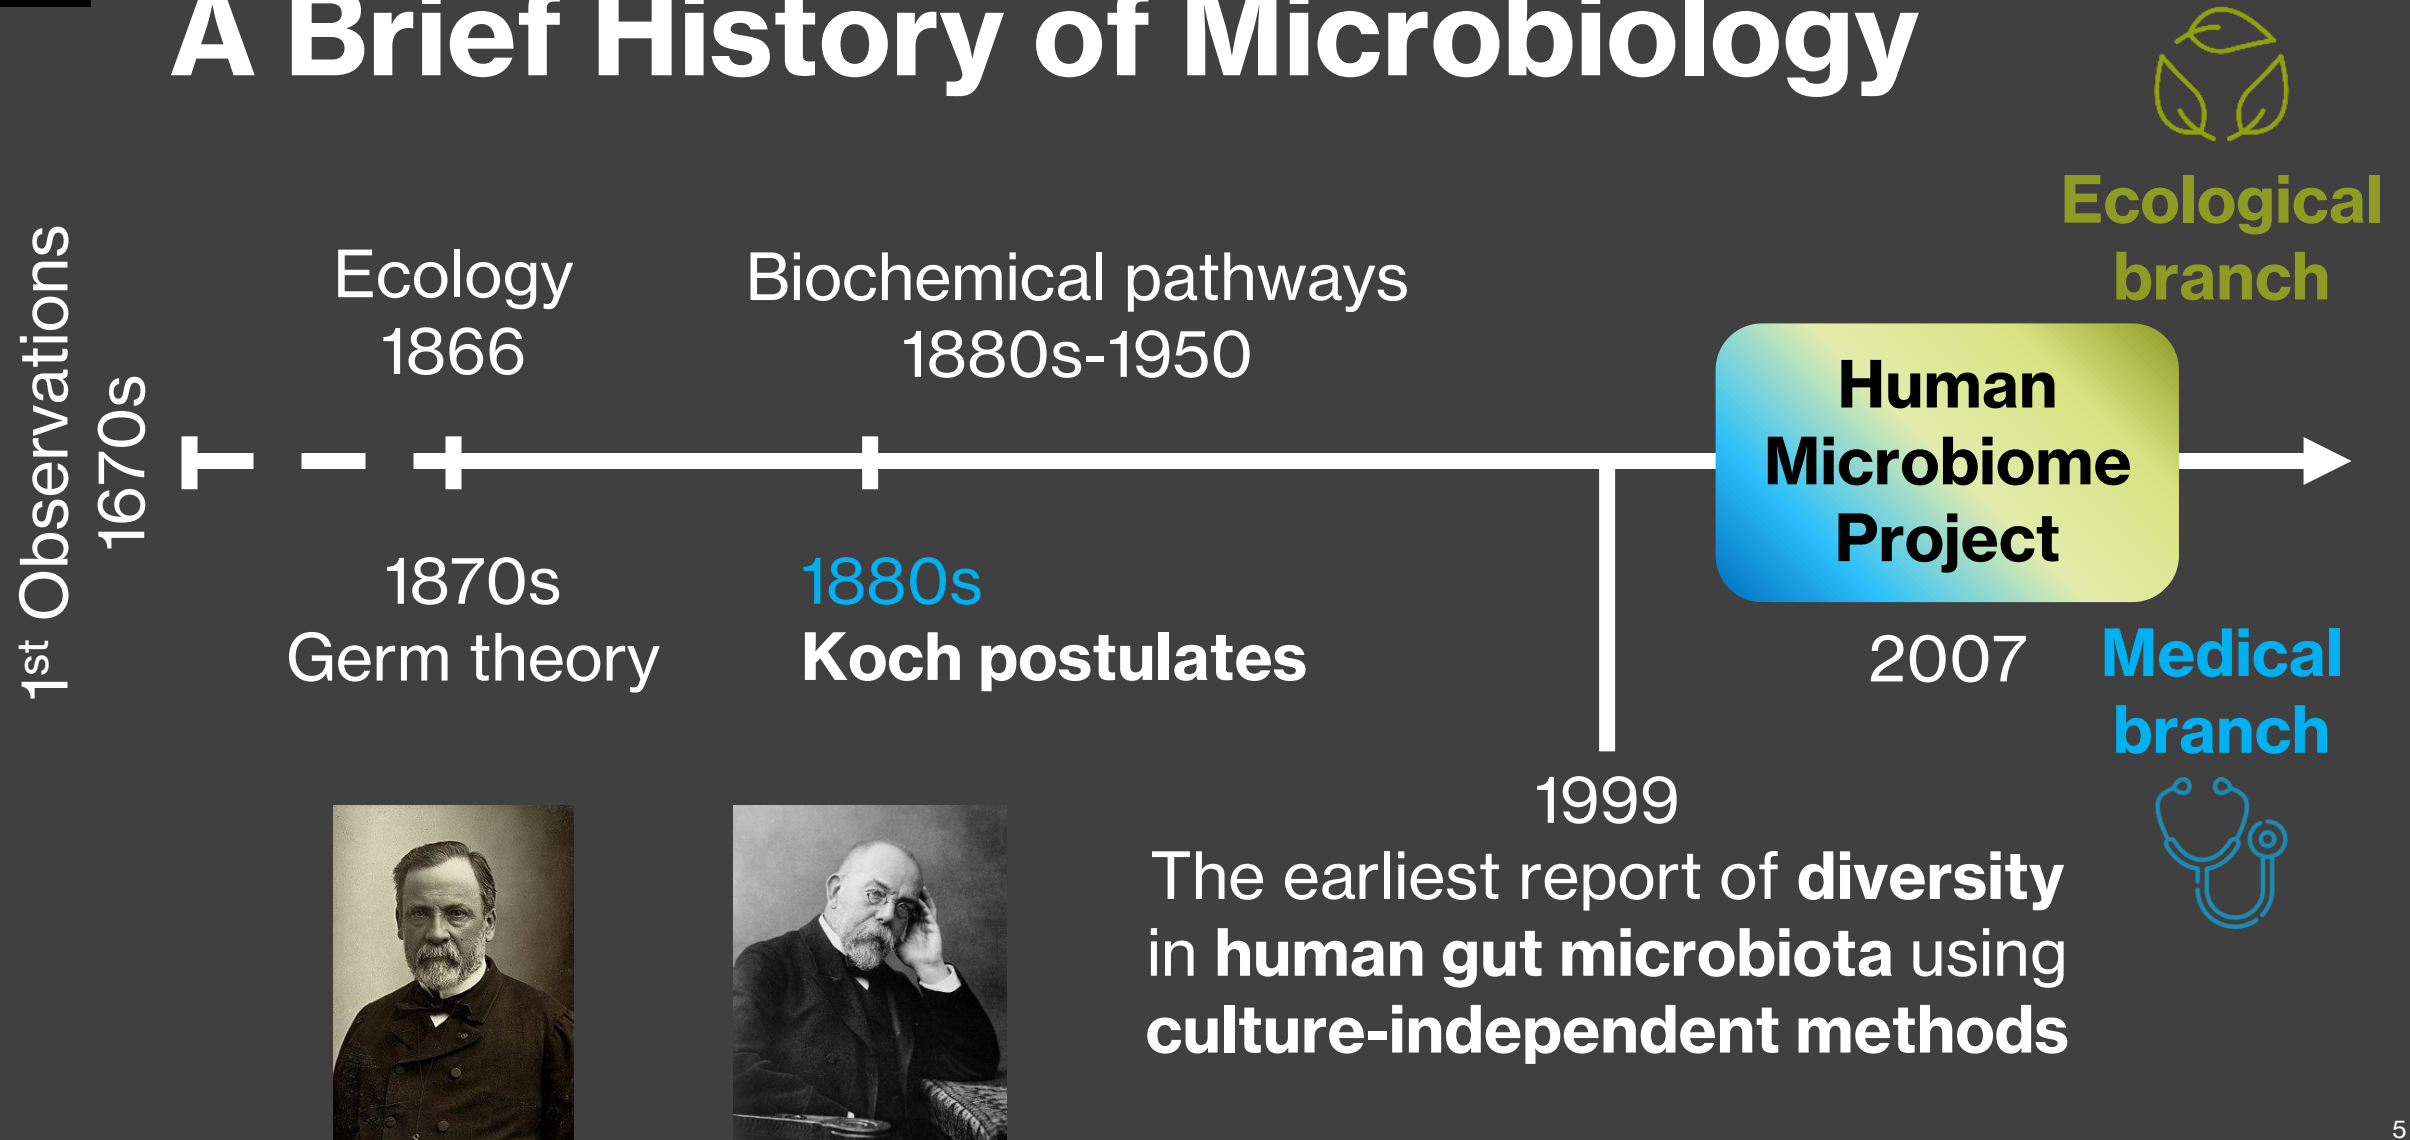 A Brief History of Microbiology
Ecological
branch
1st Observations
1670s
Ecology
1866
Biochemical pathways
1880s-1950
Human
Microbiome
Project
1870s
Germ theory
1880s
Koch postulates
2007
Medical
branch
1999
The earliest report of diversity
in human gut microbiota using
culture-independent methods
5